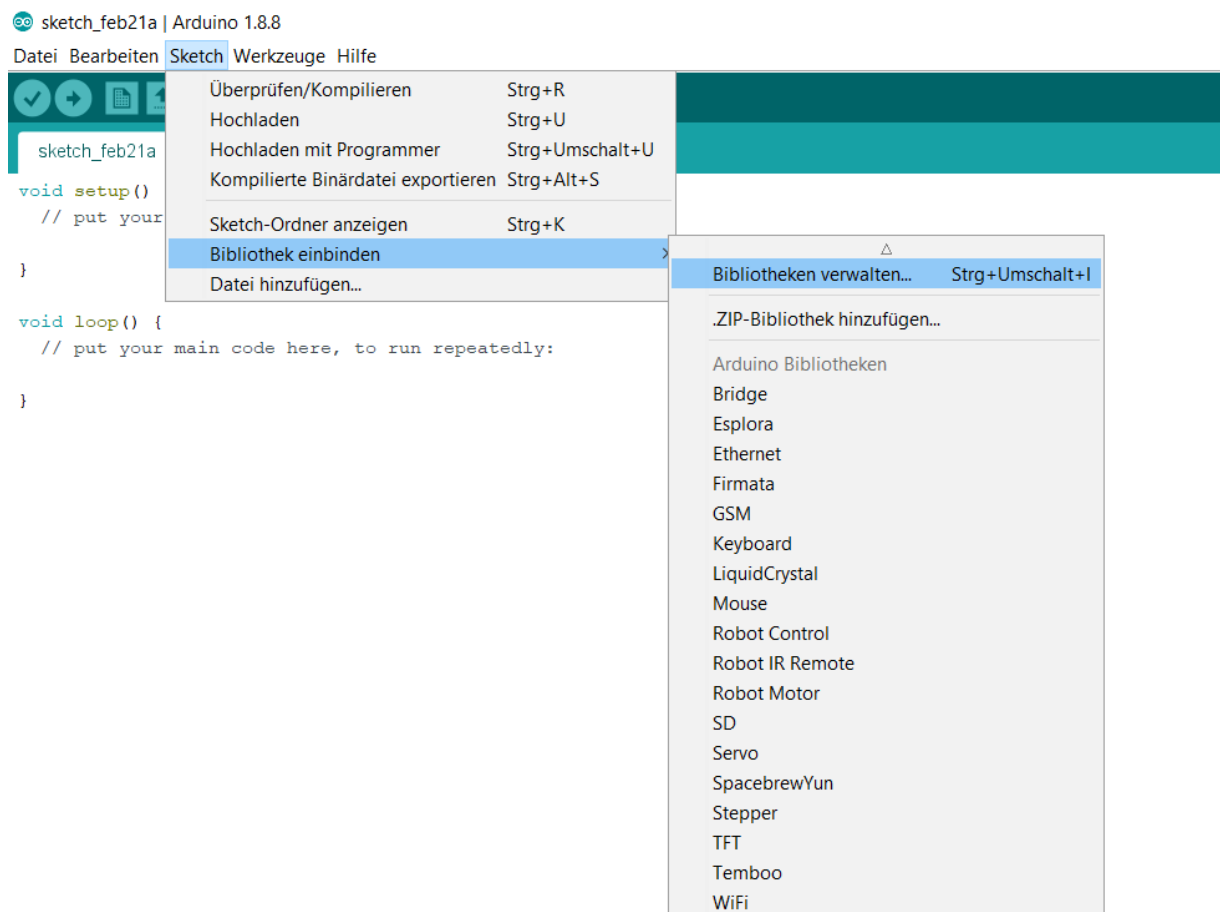 sketch_feb21a | Arduino 1.8.8
Datei Bearbeiten Sketch Werkzeuge Hilfe
Überprüfen/Kompilieren Strg+R
Hochladen Strg+U
Hochladen mit Programmer Strg+Umschalt+U
Kompilierte Binärdatei exportieren Strg+Alt+S
Sketch-Ordner anzeigen Strg+K
Bibliothek einbinden
Datei hinzufügen...
sketch_feb21a
void setup()
// put your
}
void loop() {
// put your main code here, to run repeatedly:
}
Bibliotheken verwalten... Strg+Umschalt+I
.ZIP-Bibliothek hinzufügen...
Arduino Bibliotheken
Bridge
Esplora
Ethernet
Firmata
GSM
Keyboard
LiquidCrystal
Mouse
Robot Control
Robot IR Remote
Robot Motor
SD
Servo
SpacebrewYun
Stepper
TFT
Temboo
WiFi